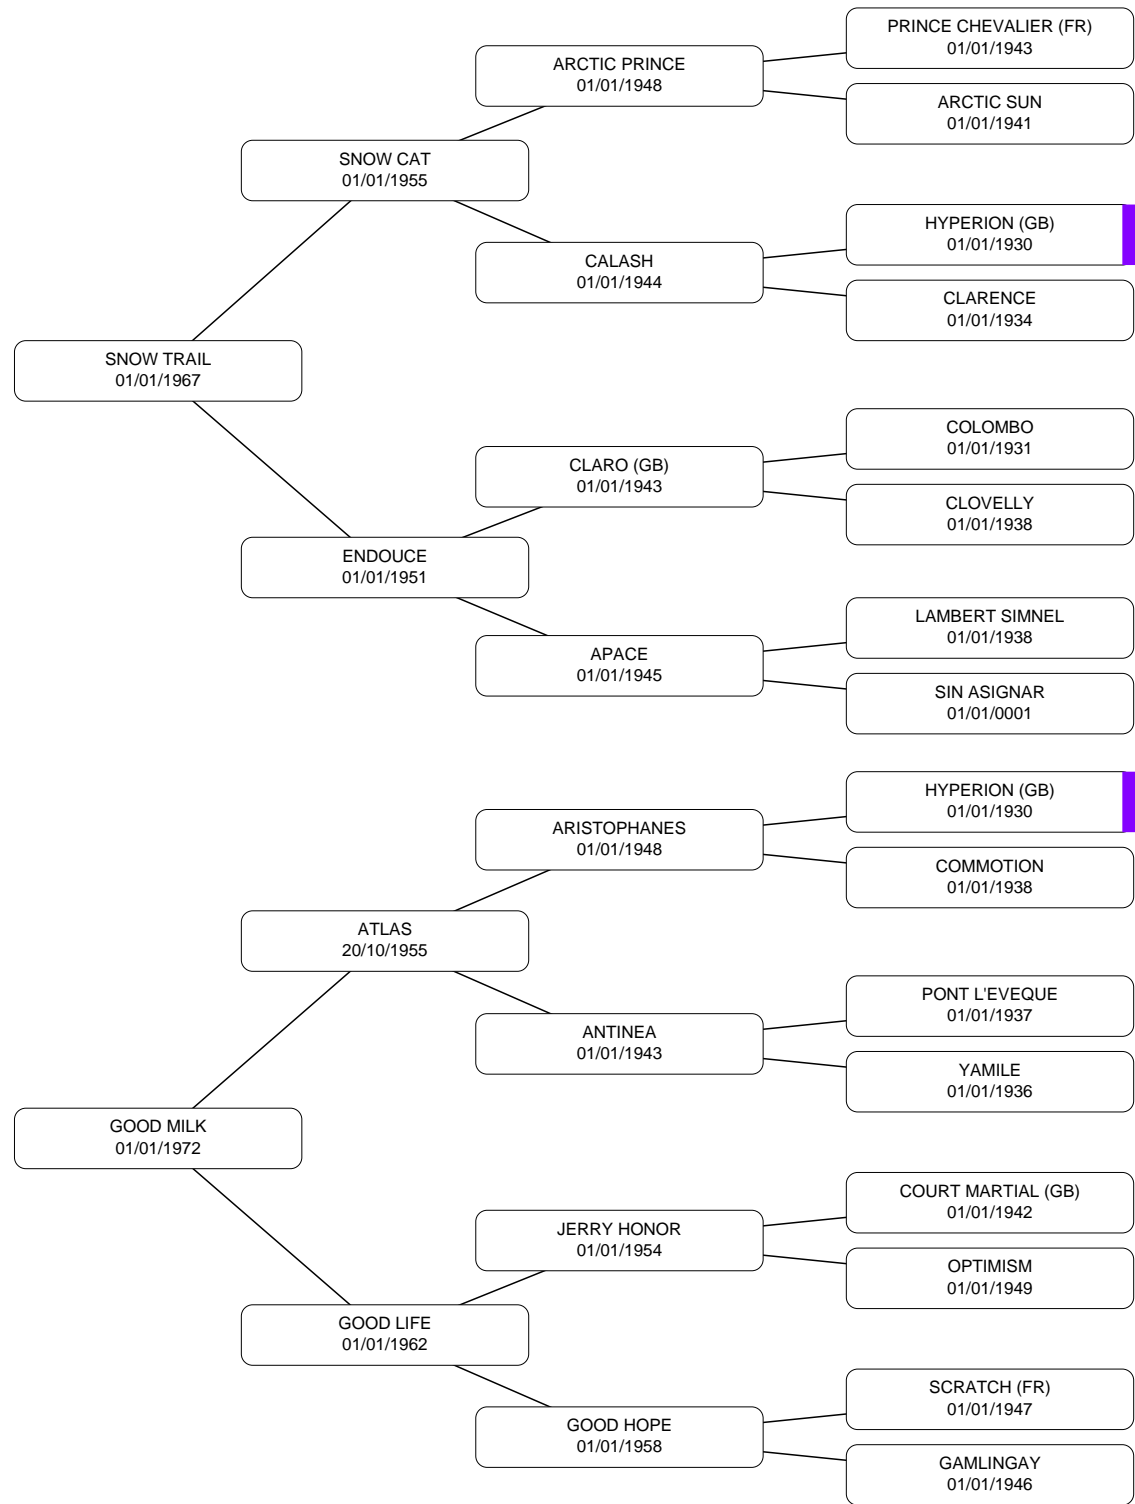 PRINCE CHEVALIER (FR)
01/01/1943
ARCTIC PRINCE
01/01/1948
ARCTIC SUN
01/01/1941
SNOW CAT
01/01/1955
HYPERION (GB)
01/01/1930
CALASH
01/01/1944
CLARENCE
01/01/1934
SNOW TRAIL
01/01/1967
COLOMBO
01/01/1931
CLARO (GB)
01/01/1943
CLOVELLY
01/01/1938
ENDOUCE
01/01/1951
LAMBERT SIMNEL
01/01/1938
APACE
01/01/1945
SIN ASIGNAR
01/01/0001
HYPERION (GB)
01/01/1930
ARISTOPHANES
01/01/1948
COMMOTION
01/01/1938
ATLAS
20/10/1955
PONT L'EVEQUE
01/01/1937
ANTINEA
01/01/1943
YAMILE
01/01/1936
GOOD MILK
01/01/1972
COURT MARTIAL (GB)
01/01/1942
JERRY HONOR
01/01/1954
OPTIMISM
01/01/1949
GOOD LIFE
01/01/1962
SCRATCH (FR)
01/01/1947
GOOD HOPE
01/01/1958
GAMLINGAY
01/01/1946